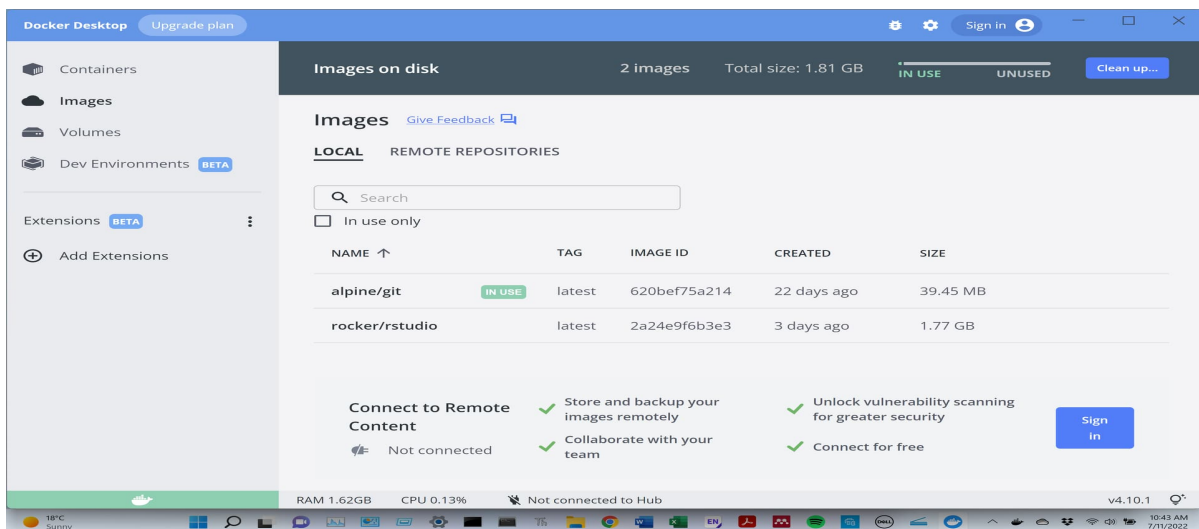 Docker Desktop Upgrade plan Sign in
Containers
Images
Volumes
Dev Environments BETA
Extensions BETA
Add Extensions
Images on disk 2 images Total size: 1.81 GB IN USE UNUSED Clean up...
Images Give Feedback
LOCAL REMOTE REPOSITORIES
Search
In use only
NAME TAG IMAGE ID CREATED SIZE
alpine/git IN USE latest 620bef75a214 22 days ago 39.45 MB
rocker/rstudio latest 2a24e9f6b3e3 3 days ago 1.77 GB
Connect to Remote
Content
Not connected
Store and backup your
images remotely
Collaborate with your
team
Unlock vulnerability scanning
for greater security
Connect for free
Sign
in
RAM 1.62GB CPU 0.13% Not connected to Hub v4.10.1
18°C
Sunny
EN
DELL
10:43 AM